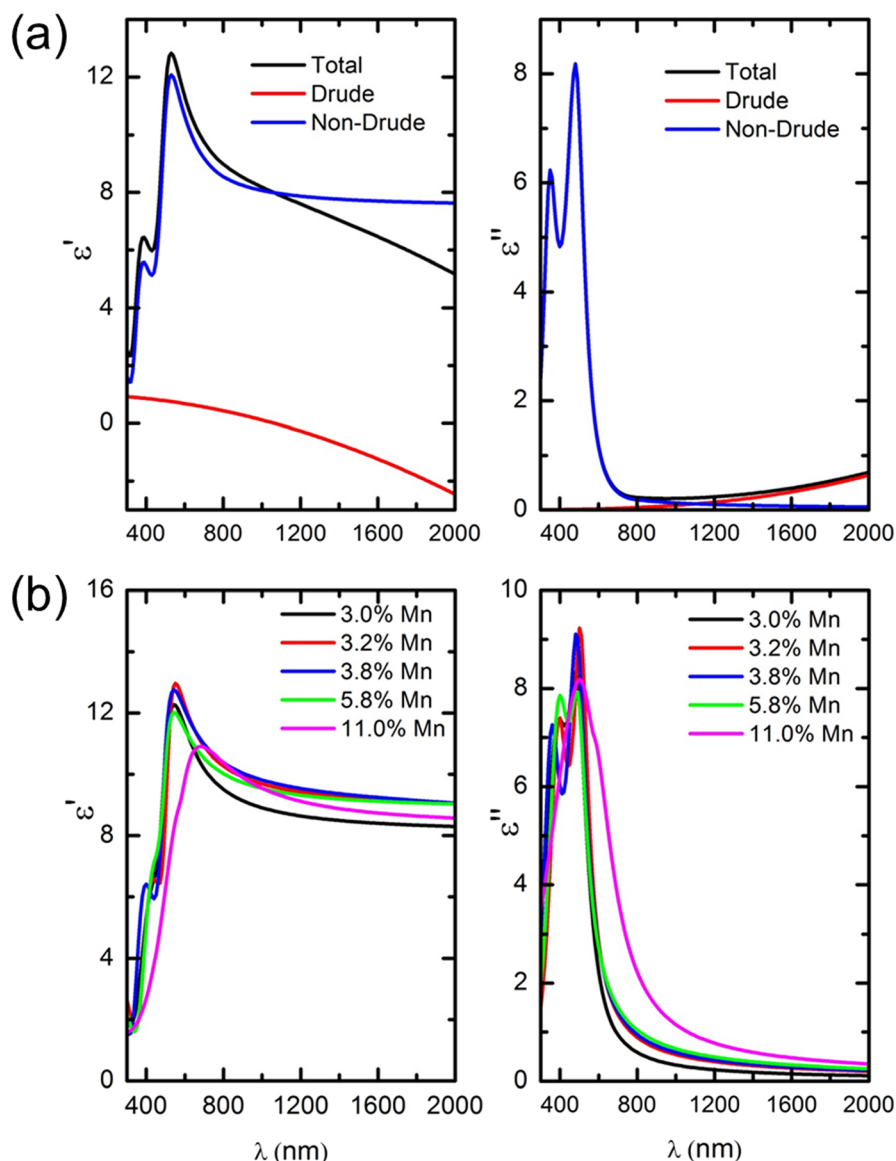 (a)
12
8
4
0
ε'
400 800 1200 1600 2000
Total
Drude
Non-Drude
8
6
4
2
0
ε"
400 800 1200 1600 2000
Total
Drude
Non-Drude
(b)
16
12
8
4
0
ε'
400 800 1200 1600 2000
λ (nm)
3.0% Mn
3.2% Mn
3.8% Mn
5.8% Mn
11.0% Mn
10
8
6
4
2
0
ε"
400 800 1200 1600 2000
λ (nm)
3.0% Mn
3.2% Mn
3.8% Mn
5.8% Mn
11.0% Mn